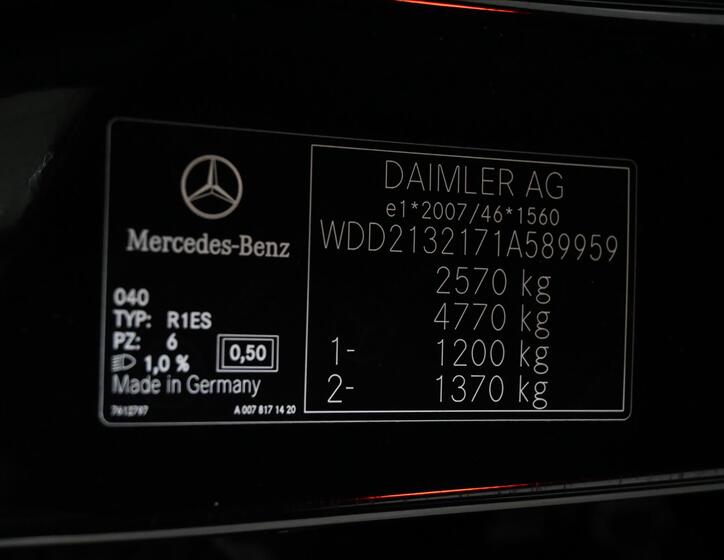 Mercedes-Benz
040
TYP: R1ES
PZ: 6
1,0 %
0,50
Made in Germany
A 007 817 14 20
DAIMLER AG
e1*2007/46*1560
WDD2132171A589959
2570 kg
4770 kg
1- 1200 kg
2- 1370 kg